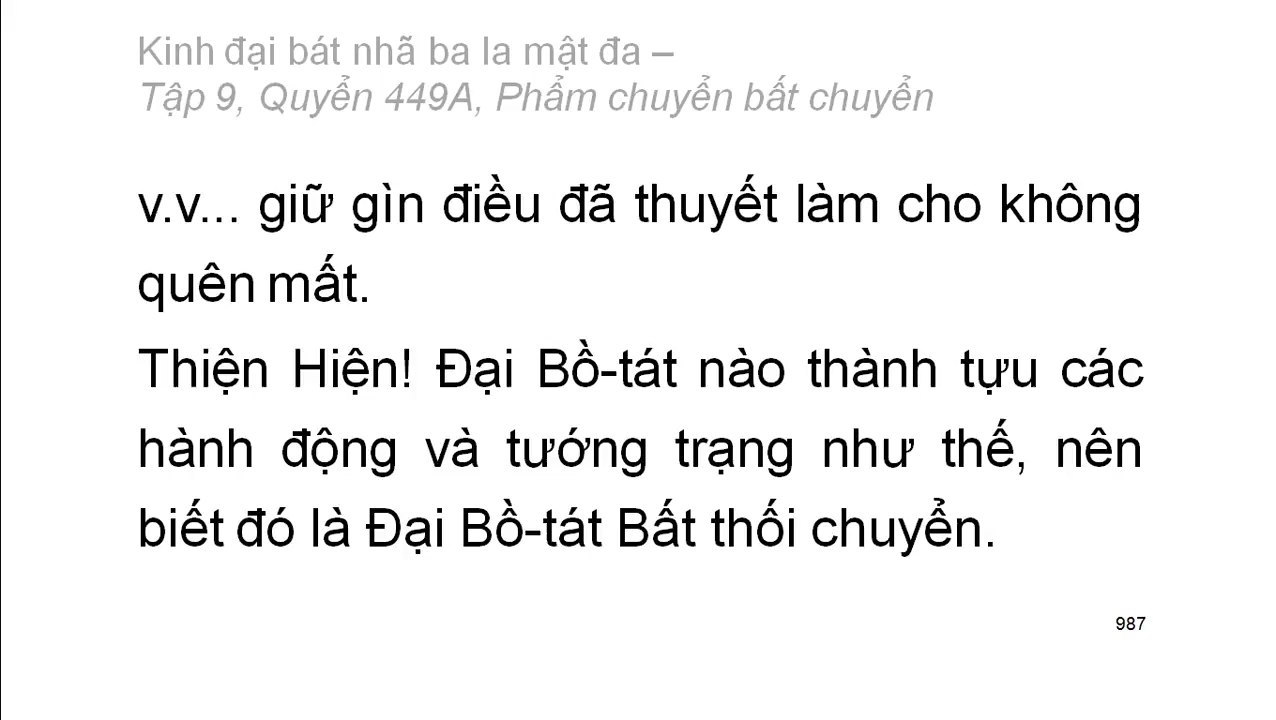 Kinh đại bát nhã ba la mật đa –
Tập 9, Quyển 449A, Phẩm chuyển bất chuyển
v.v... giữ gìn điều đã thuyết làm cho không
quên mất.
Thiện Hiện! Đại Bồ-tát nào thành tựu các
hành động và tướng trạng như thế, nên
biết đó là Đại Bồ-tát Bất thối chuyển.
987